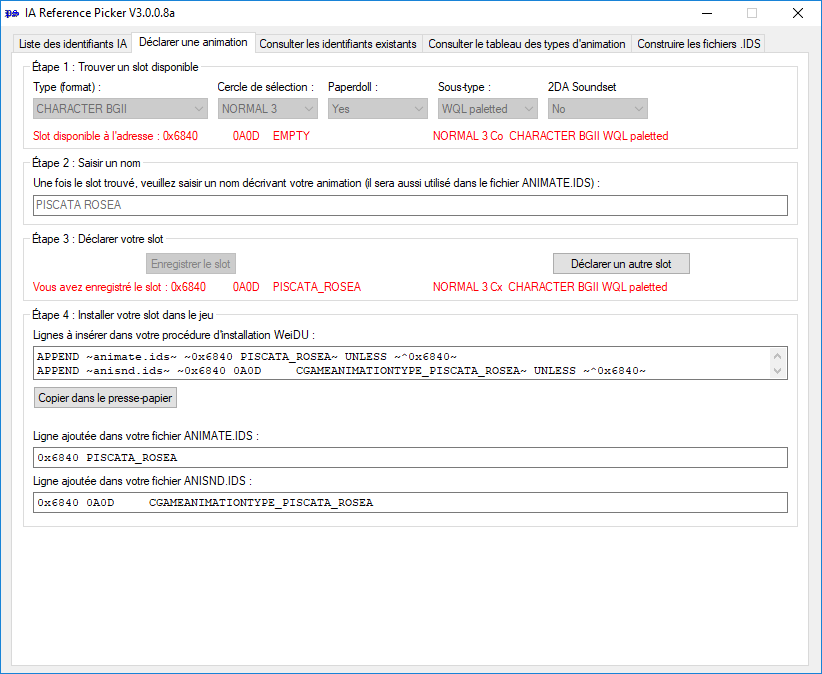 IA Reference Picker V3.0.0.8a
Liste des identifiants IA Déclarer une animation Consulter les identifiants existants Consulter le tableau des types d'animation Construire les fichiers .IDS
Étape 1 : Trouver un slot disponible
Type (format) : Cercle de sélection : Paperdoll : Sous-type : 2DA Soundset
CHARACTER BGII NORMAL 3 Yes WQL paletted No
Slot disponible à l'adresse : 0x6840 0A0D EMPTY NORMAL 3 Co CHARACTER BGII WQL paletted
Étape 2 : Saisir un nom
Une fois le slot trouvé, veuillez saisir un nom décrivant votre animation (il sera aussi utilisé dans le fichier ANIMATE.IDS) :
PISCATA ROSEA
Étape 3 : Déclarer votre slot
Enregistrer le slot Déclarer un autre slot
Vous avez enregistré le slot : 0x6840 0A0D PISCATA_ROSEA NORMAL 3 Cx CHARACTER BGII WQL paletted
Étape 4 : Installer votre slot dans le jeu
Lignes à insérer dans votre procédure d'installation WeiDU :
APPEND ~animate.ids~ ~0x6840 PISCATA_ROSEA~ UNLESS ~^0x6840~
APPEND ~anisnd.ids~ ~0x6840 0A0D CGAMEANIMATIONTYPE_PISCATA_ROSEA~ UNLESS ~^0x6840~
Copier dans le presse-papier
Ligne ajoutée dans votre fichier ANIMATE.IDS :
0x6840 PISCATA_ROSEA
Ligne ajoutée dans votre fichier ANISND.IDS :
0x6840 0A0D CGAMEANIMATIONTYPE_PISCATA_ROSEA